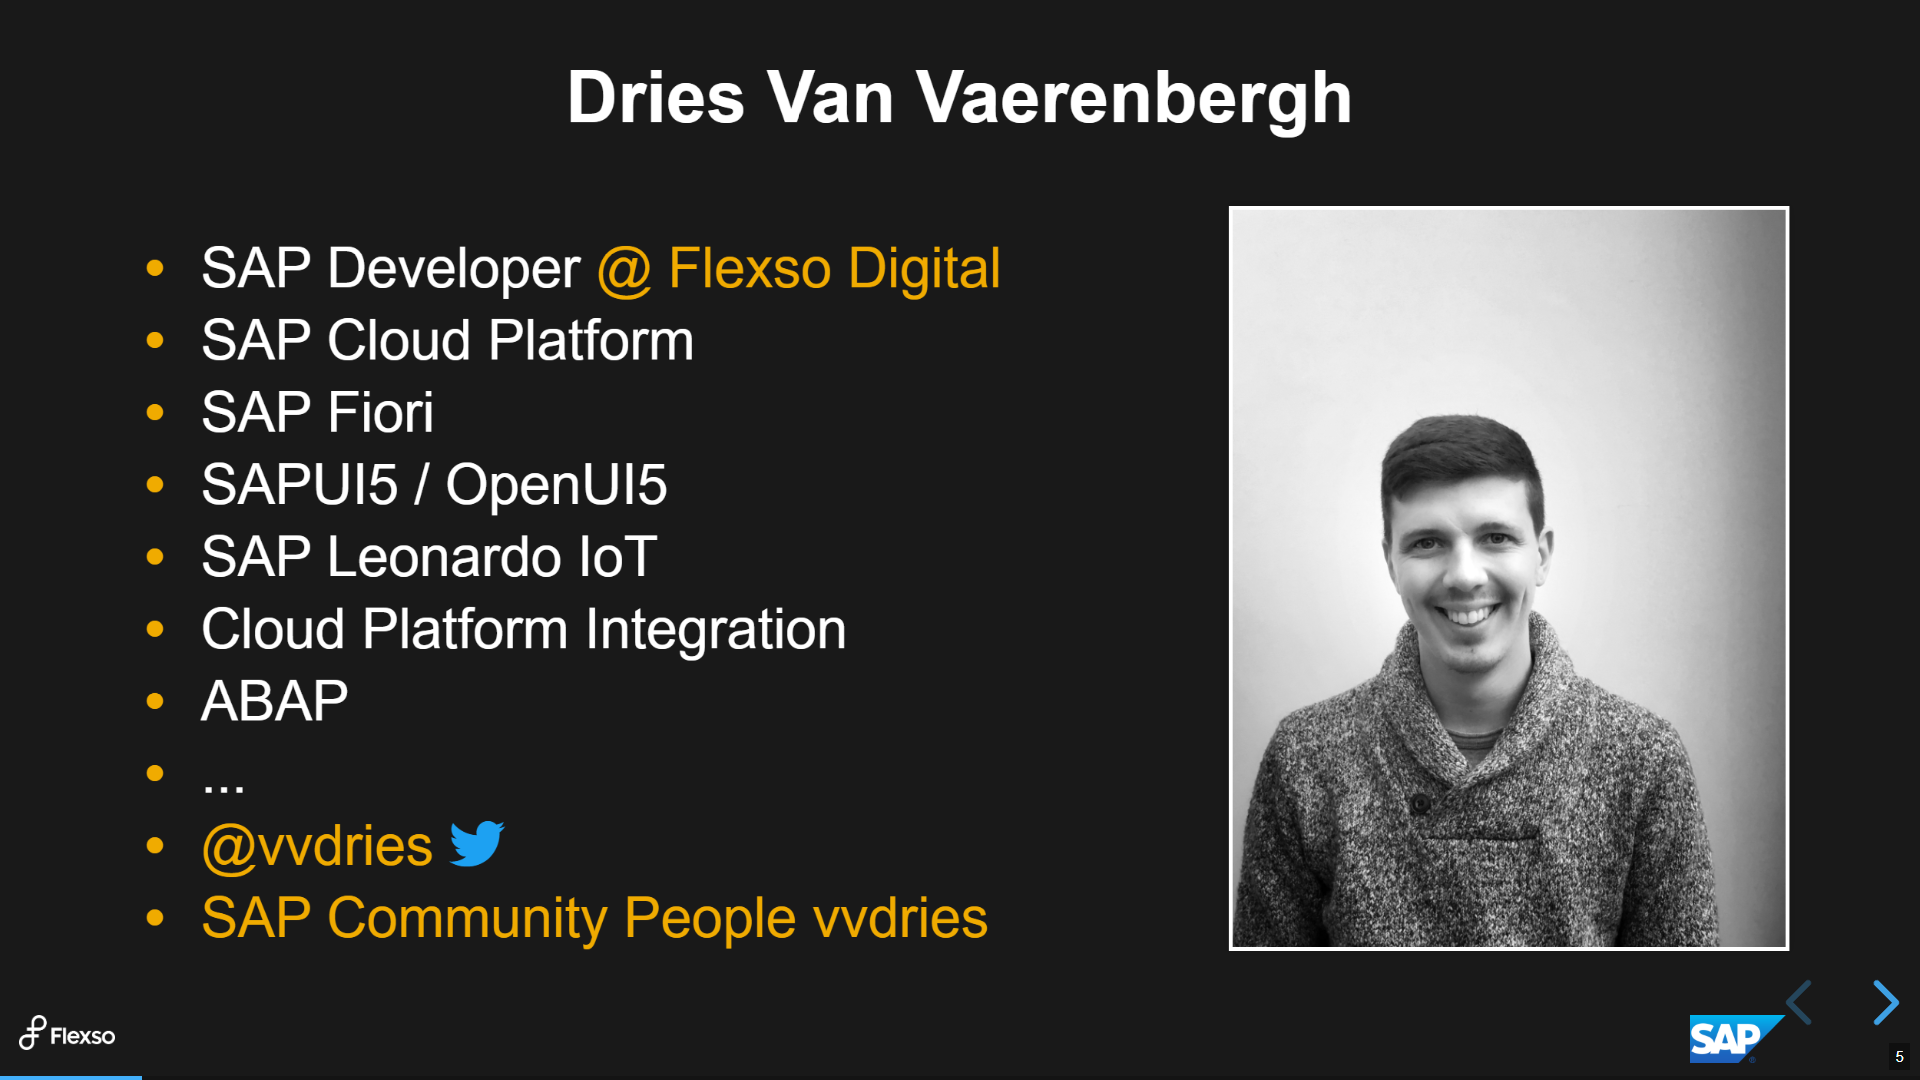 Dries Van Vaerenbergh
SAP Developer @ Flexso Digital
SAP Cloud Platform
SAP Fiori
SAPUI5 / OpenUI5
SAP Leonardo IoT
Cloud Platform Integration
ABAP
...
@vvdries
SAP Community People vvdries
Flexso
SAP
5